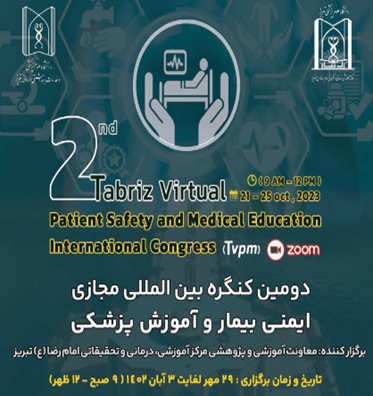 2nd
Tabriz Virtual
( 9 AM - 12 PM )
21 - 25 oct , 2023
Patient Safety and Medical Education
International Congress (Tvpm) zoom
دومین کنگره بین المللی مجازی
ایمنی بیمار و آموزش پزشکی
برگزار کننده: معاونت آموزشی و پژوهشی مرکز آموزشی، درمانی و تحقیقاتی امام رضا (ع) تبریز
تاریخ و زمان برگزاری : ۲۹ مهر لغایت ۳ آبان ۱۴۰۲ ( ۹ صبح - ۱۲ ظهر)